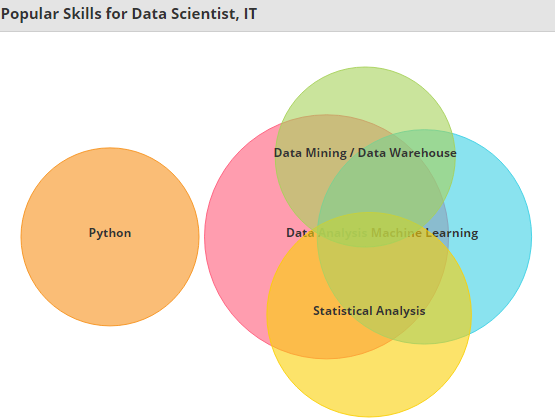 Popular Skills for Data Scientist, IT
Data Mining / Data Warehouse
Python
Data Analysis Machine Learning
Statistical Analysis